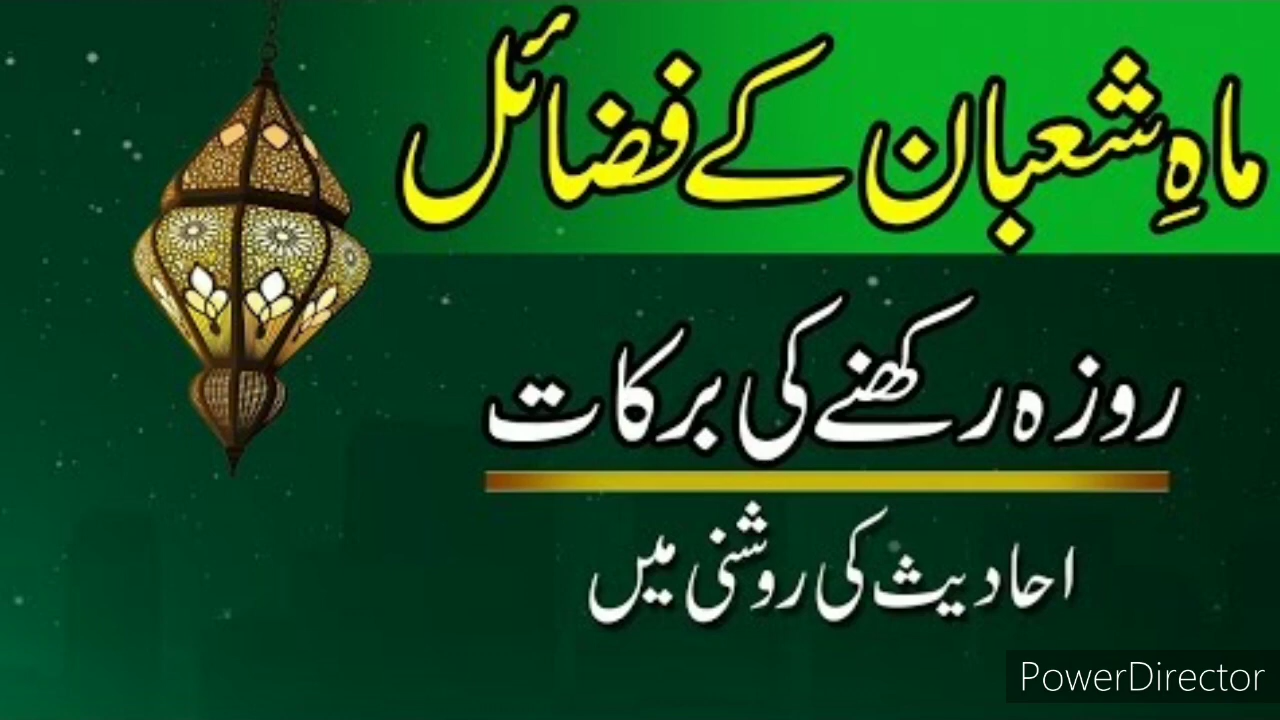 ماہِ شعبان کے فضائل
روزہ رکھنے کی برکات
احادیث کی روشنی میں
PowerDirector